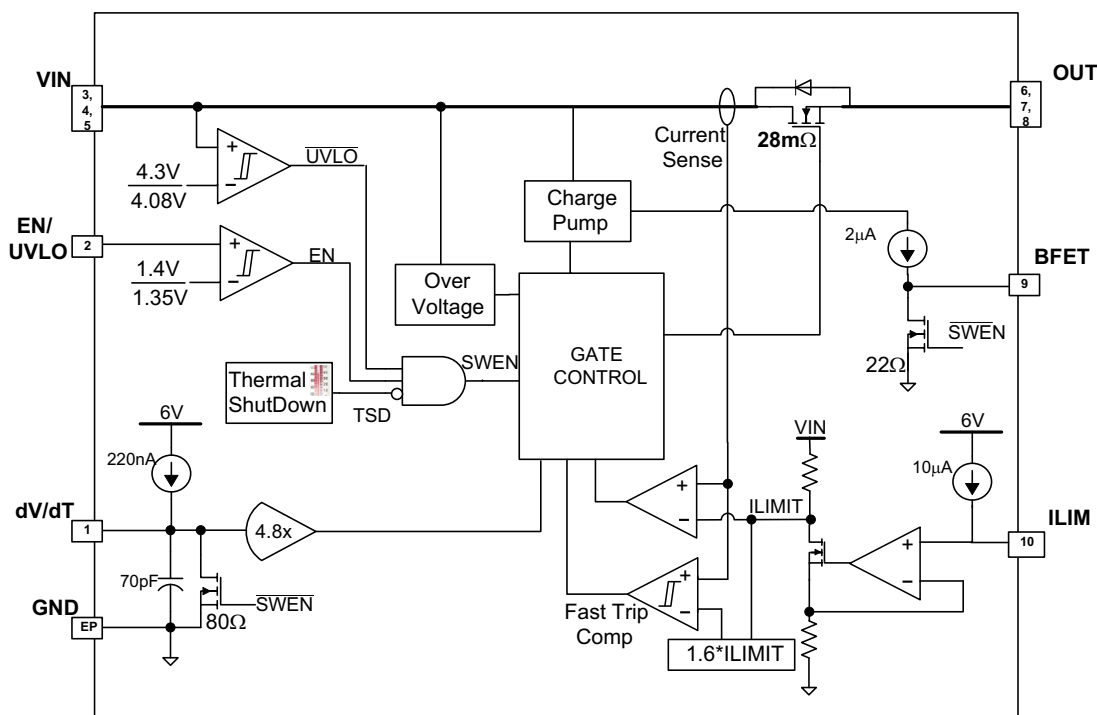 VIN
3,
4,
5
OUT
6,
7,
8
Current
Sense
28mΩ
UVLO
4.3V
4.08V
+
−
Charge
Pump
2µA
EN/
UVLO
2
EN
1.4V
1.35V
+
−
Over
Voltage
BFET
9
SWEN
22Ω
GATE
CONTROL
SWEN
Thermal
ShutDown
TSD
6V
220nA
VIN
6V
10µA
dV/dT
1
4.8x
+
−
ILIMIT
ILIM
10
+
−
70pF
SWEN
80Ω
GND
EP
+
−
Fast Trip
Comp
1.6*ILIMIT